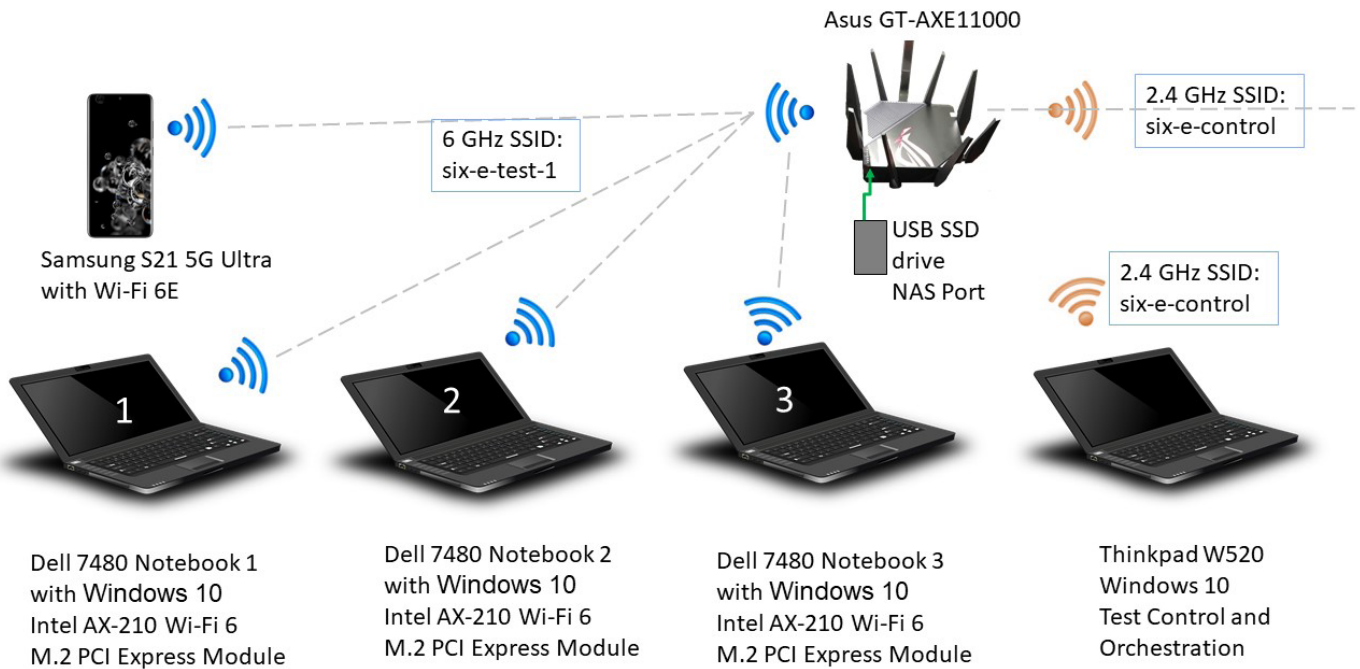 Asus GT-AXE11000
6 GHz SSID:
six-e-test-1
2.4 GHz SSID:
six-e-control
Samsung S21 5G Ultra
with Wi-Fi 6E
USB SSD
drive
NAS Port
2.4 GHz SSID:
six-e-control
1
2
3
Dell 7480 Notebook 1
with Windows 10
Intel AX-210 Wi-Fi 6
M.2 PCI Express Module
Dell 7480 Notebook 2
with Windows 10
Intel AX-210 Wi-Fi 6
M.2 PCI Express Module
Dell 7480 Notebook 3
with Windows 10
Intel AX-210 Wi-Fi 6
M.2 PCI Express Module
Thinkpad W520
Windows 10
Test Control and
Orchestration